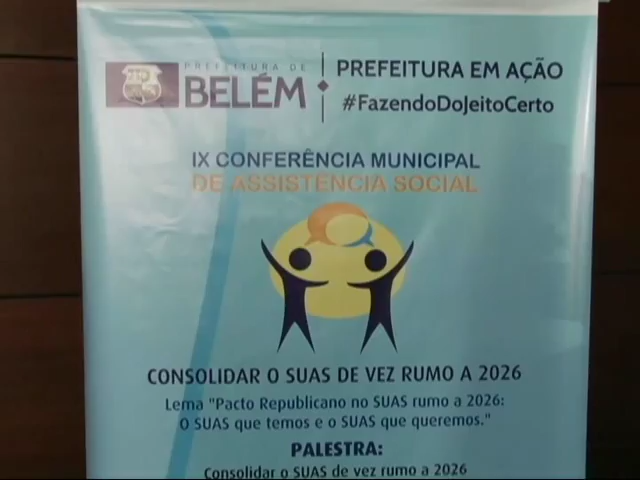 PREFEITURA DE
BELÉM
PREFEITURA EM AÇÃO
#FazendoDoJeitoCerto
IX CONFERÊNCIA MUNICIPAL
DE ASSISTÊNCIA SOCIAL
CONSOLIDAR O SUAS DE VEZ RUMO A 2026
Lema "Pacto Republicano no SUAS rumo a 2026:
O SUAS que temos e o SUAS que queremos."
PALESTRA:
Consolidar o SUAS de vez rumo a 2026